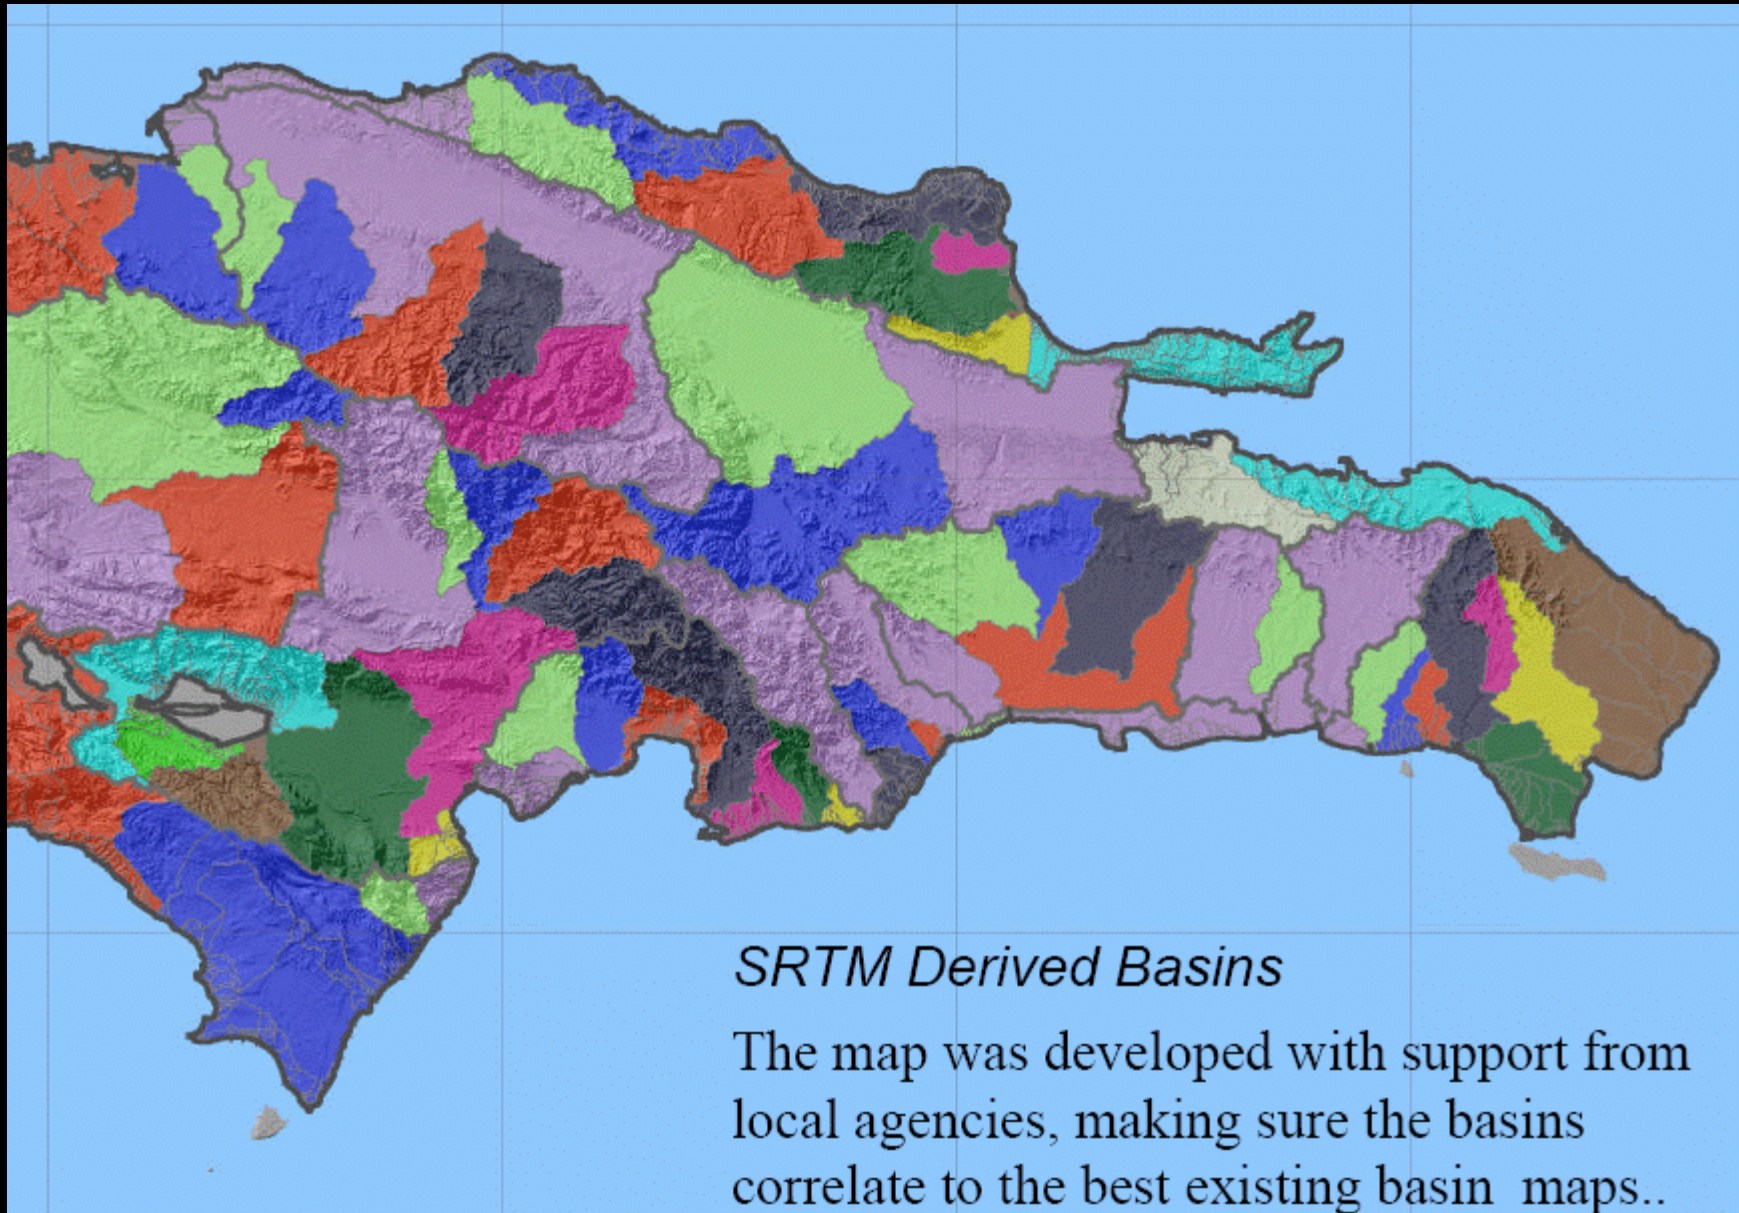 SRTM Derived Basins
The map was developed with support from
local agencies, making sure the basins
correlate to the best existing basin  maps..